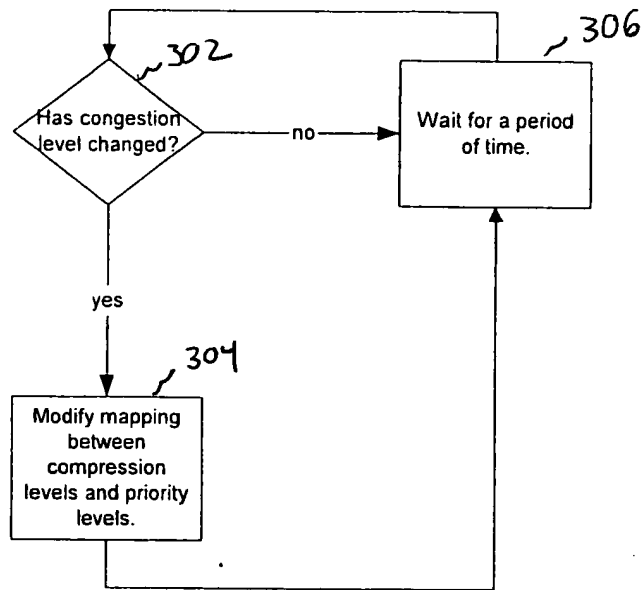 306
302
Has congestion
level changed?
no
Wait for a period
of time.
yes
304
Modify mapping
between
compression
levels and priority
levels.